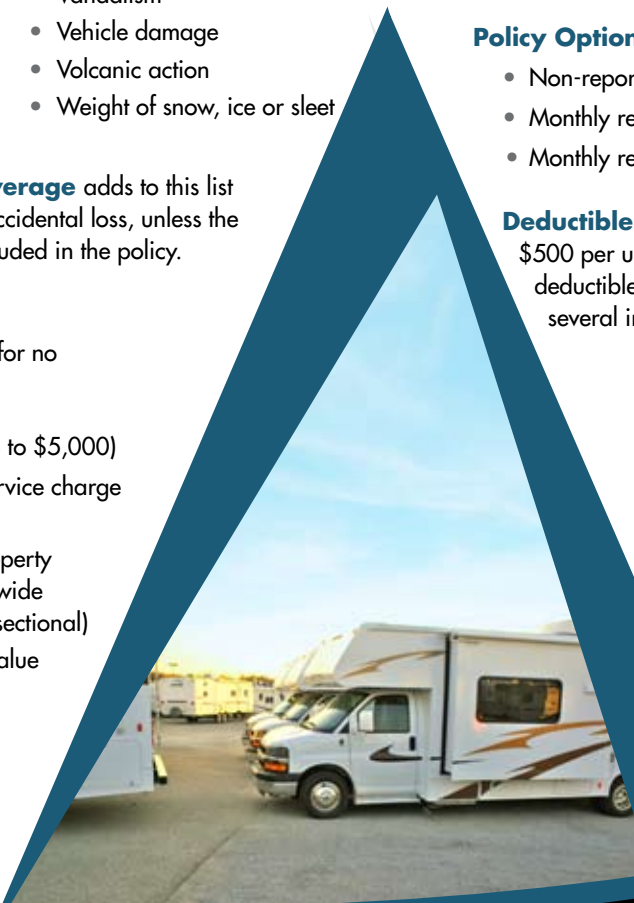 • Vehicle damage
• Volcanic action
• Weight of snow, ice or sleet
verage adds to this list
ccidental loss, unless the
uded in the policy.
for no
to $5,000)
rvice charge
perty
wide
sectional)
alue
Policy Option
• Non-repor
• Monthly re
• Monthly re
Deductible
$500 per u
deductible
several i